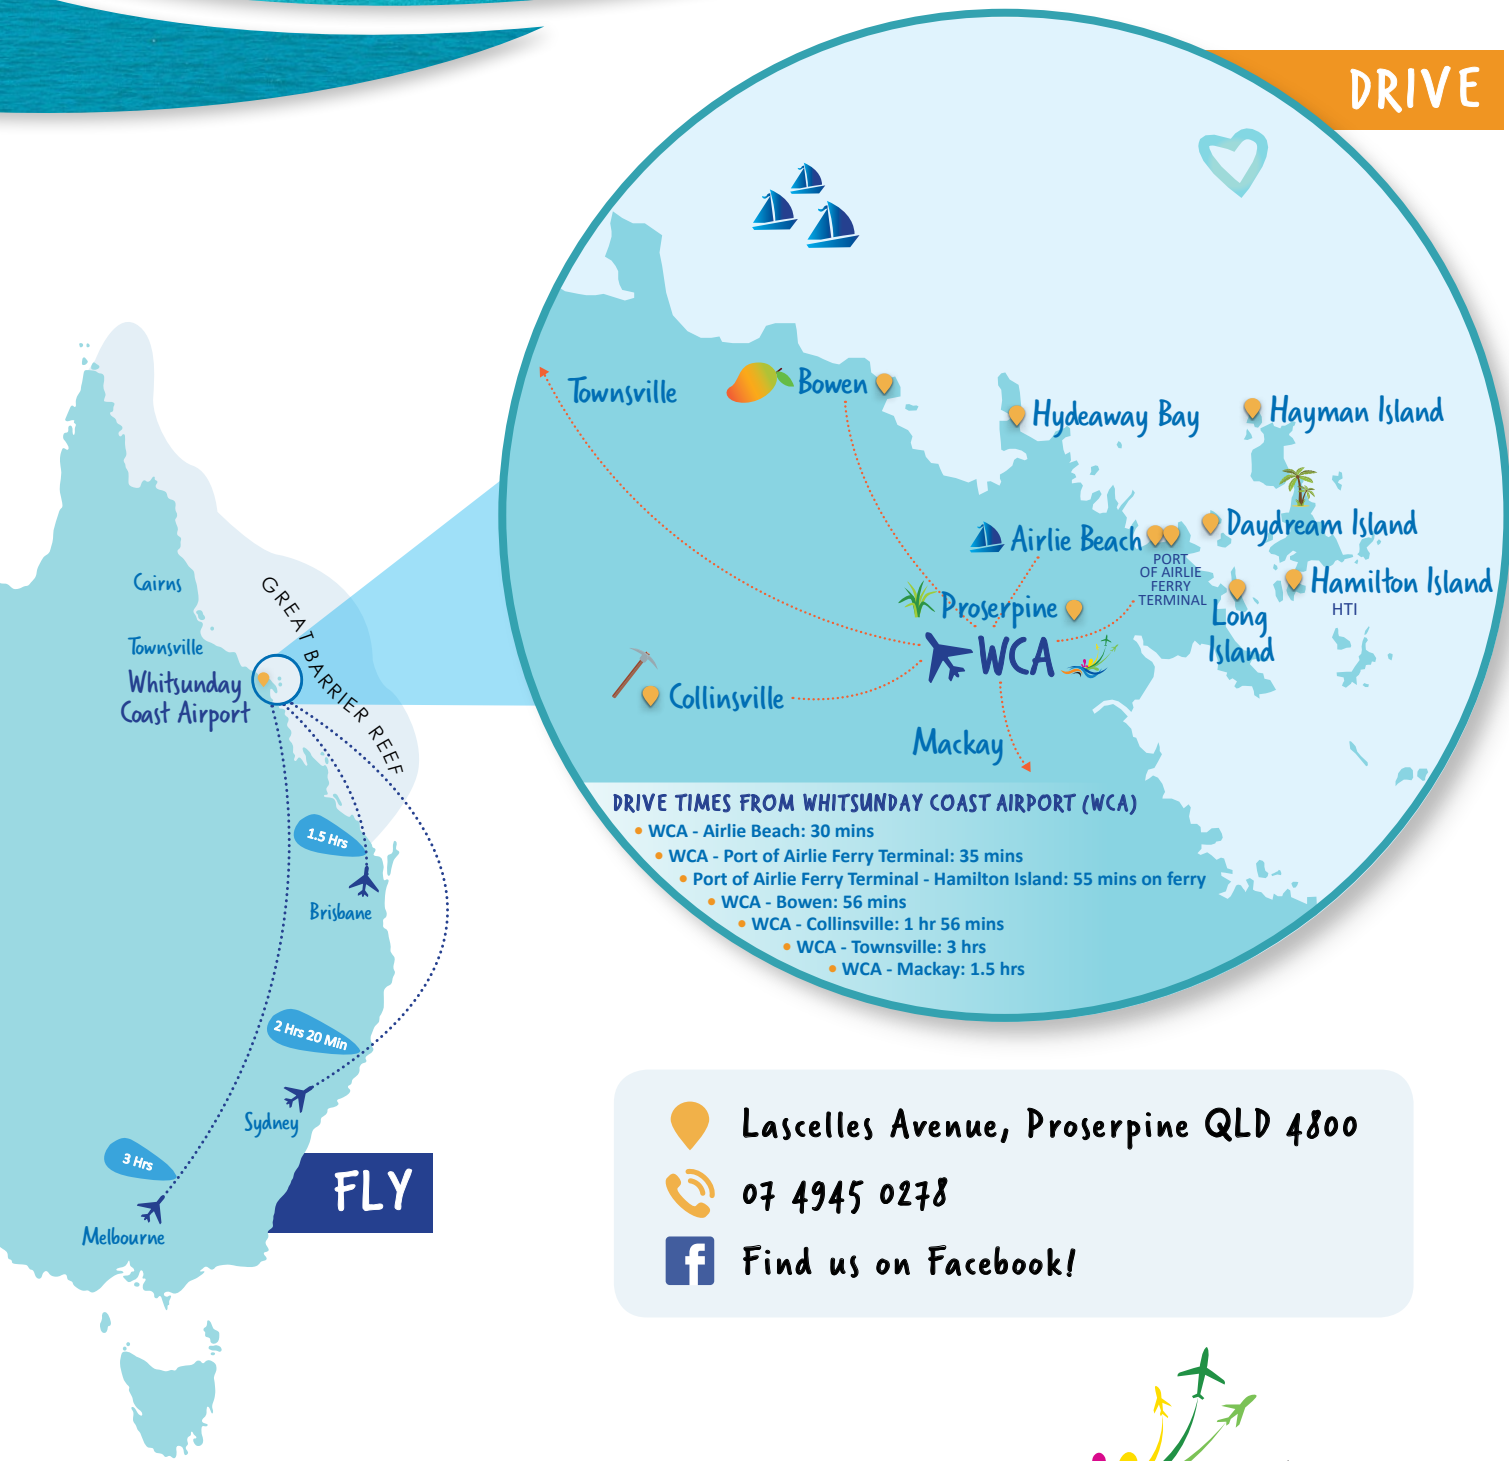 DRIVE
Townsville
Bowen
Hydeaway Bay
Hayman Island
Airlie Beach
Daydream Island
PORT
OF AIRLIE
FERRY
TERMINAL
Hamilton Island
HTI
Long
Island
Proserpine
WCA
Collinsville
Mackay
DRIVE TIMES FROM WHITSUNDAY COAST AIRPORT (WCA)
• WCA - Airlie Beach: 30 mins
• WCA - Port of Airlie Ferry Terminal: 35 mins
• Port of Airlie Ferry Terminal - Hamilton Island: 55 mins on ferry
• WCA - Bowen: 56 mins
• WCA - Collinsville: 1 hr 56 mins
• WCA - Townsville: 3 hrs
• WCA - Mackay: 1.5 hrs
Cairns
GREAT BARRIER REEF
Townsville
Whitsunday
Coast Airport
1.5 Hrs
Brisbane
2 Hrs 20 Min
Sydney
3 Hrs
Melbourne
FLY
Lascelles Avenue, Proserpine QLD 4800
07 4945 0278
Find us on Facebook!